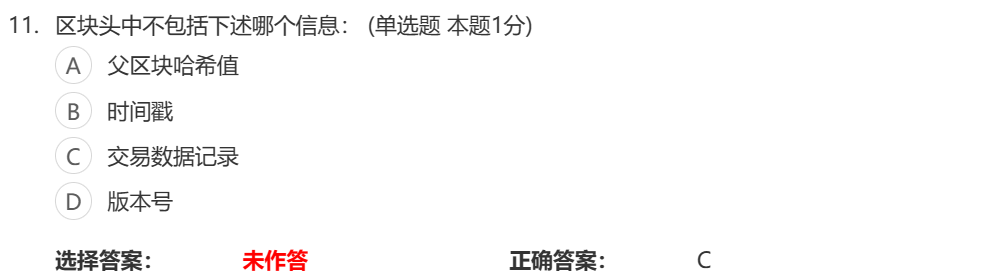 11. 区块头中不包括下述哪个信息： (单选题 本题1分)
A 父区块哈希值
B 时间戳
C 交易数据记录
D 版本号
选择答案： 未作答 正确答案： C